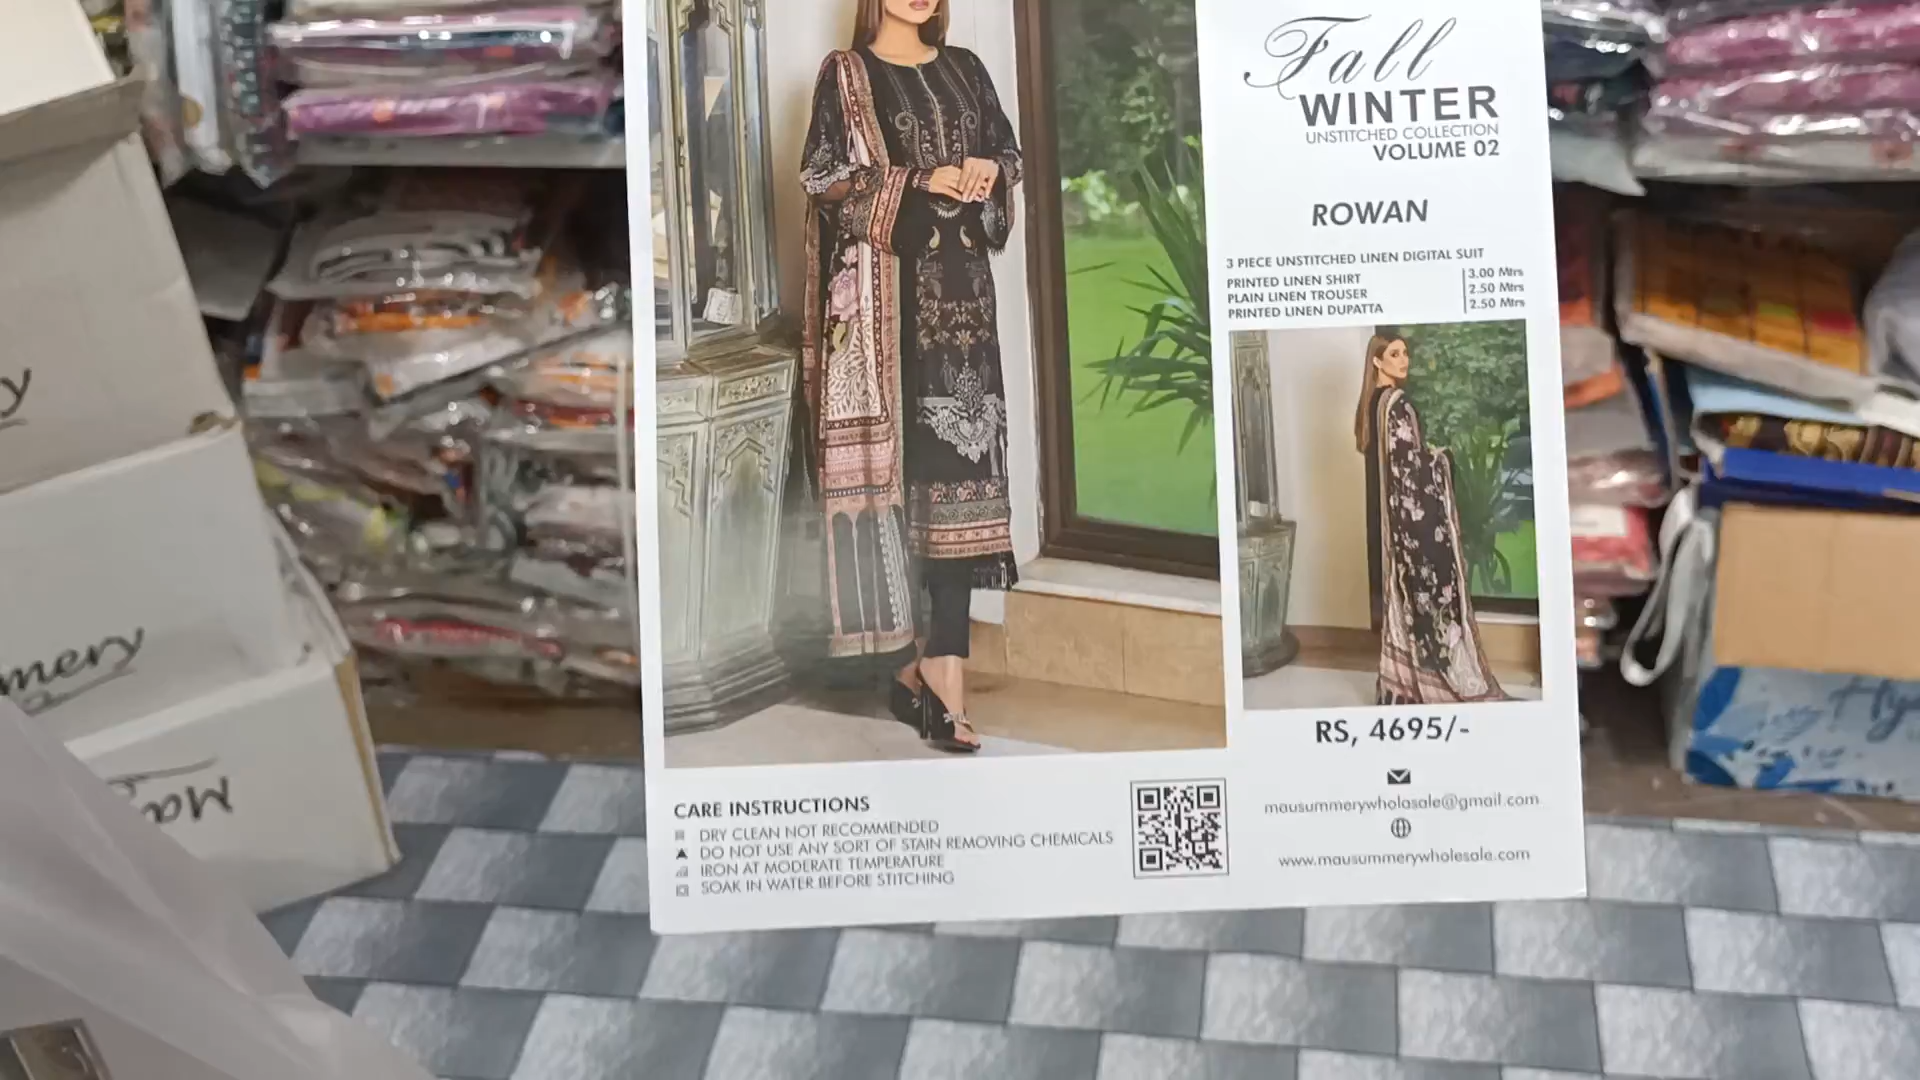 Fall
WINTER
UNSTITCHED COLLECTION
VOLUME 02
ROWAN
3 PIECE UNSTITCHED LINEN DIGITAL SUIT
PRINTED LINEN SHIRT 3.00 Mtrs
PLAIN LINEN TROUSER 2.50 Mtrs
PRINTED LINEN DUPATTA 2.50 Mtrs
RS, 4695/-
mausummerywholasale@gmail.com
www.mausummerywholesale.com
CARE INSTRUCTIONS
DRY CLEAN NOT RECOMMENDED
DO NOT USE ANY SORT OF STAIN REMOVING CHEMICALS
IRON AT MODERATE TEMPERATURE
SOAK IN WATER BEFORE STITCHING
y
mery
Mau